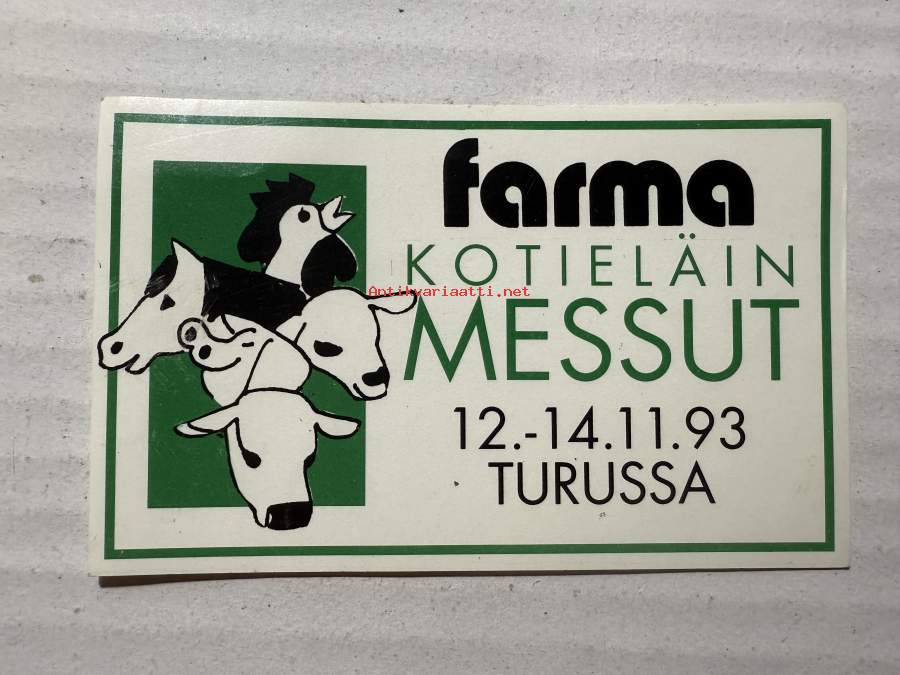 farma
KOTIELÄIN
Antikvariaatti.net
MESSUT
12.-14.11.93
TURUSSA